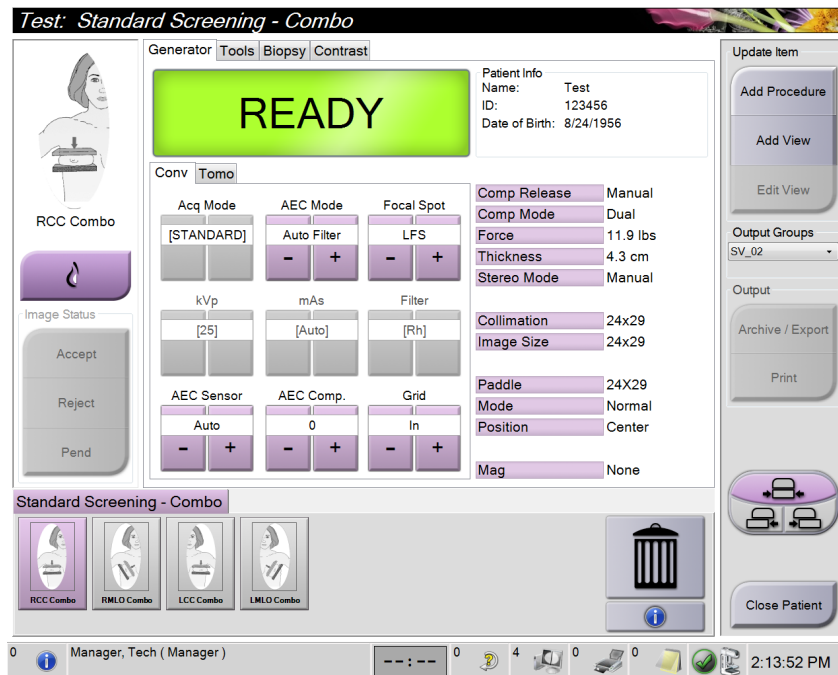 Test: Standard Screening - Combo
Generator Tools Biopsy Contrast
READY
Patient Info
Name: Test
ID: 123456
Date of Birth: 8/24/1956
RCC Combo
Image Status
Accept
Reject
Pend
Conv Tomo
Acq Mode AEC Mode Focal Spot
[STANDARD] Auto Filter LFS
- + - +
kVp mAs Filter
[25] [Auto] [Rh]
AEC Sensor AEC Comp. Grid
Auto 0 In
- + - + - +
Comp Release Manual
Comp Mode Dual
Force 11.9 lbs
Thickness 4.3 cm
Stereo Mode Manual
Collimation 24x29
Image Size 24x29
Paddle 24X29
Mode Normal
Position Center
Mag None
Update Item
Add Procedure
Add View
Edit View
Output Groups
SV_02
Output
Archive / Export
Print
Standard Screening - Combo
RCC Combo RMLO Combo LCC Combo LMLO Combo
Close Patient
0 Manager, Tech ( Manager ) --:-- 0 4 0 0 2:13:52 PM